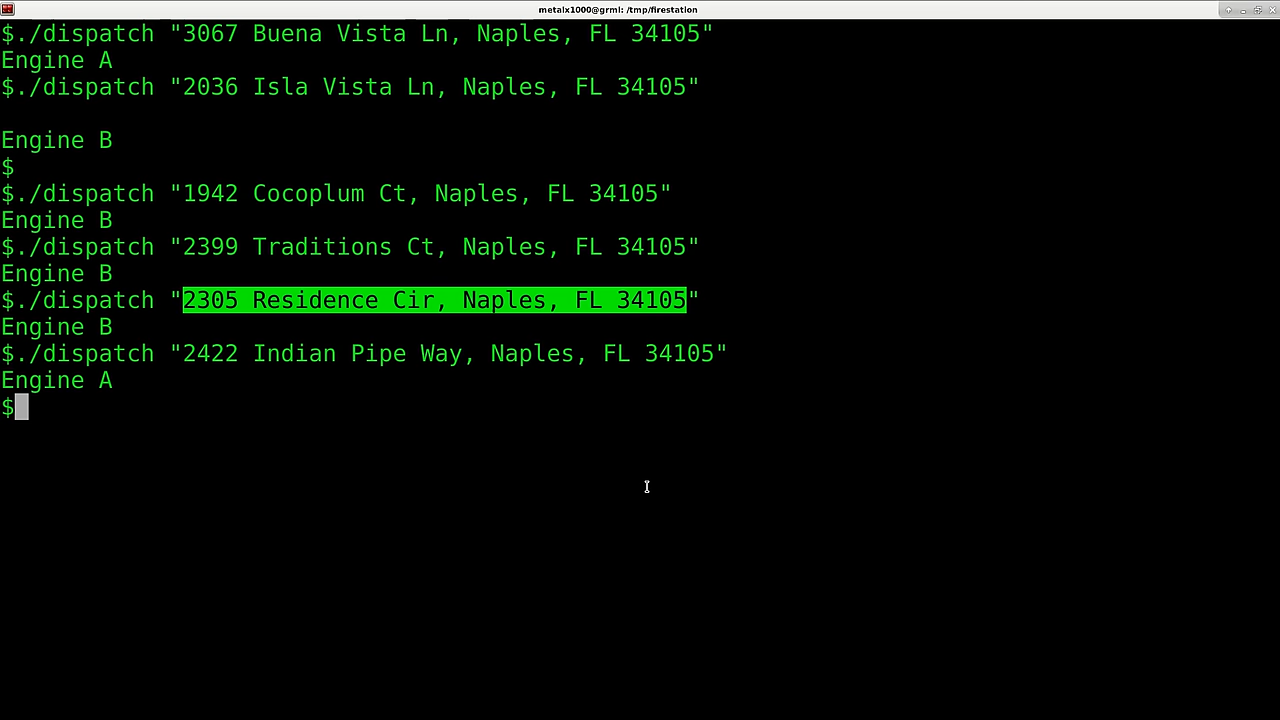 metalx1000@grml: /tmp/firestation
$./dispatch "3067 Buena Vista Ln, Naples, FL 34105"
Engine A
$./dispatch "2036 Isla Vista Ln, Naples, FL 34105"
Engine B
$
$./dispatch "1942 Cocoplum Ct, Naples, FL 34105"
Engine B
$./dispatch "2399 Traditions Ct, Naples, FL 34105"
Engine B
$./dispatch "2305 Residence Cir, Naples, FL 34105"
Engine B
$./dispatch "2422 Indian Pipe Way, Naples, FL 34105"
Engine A
$